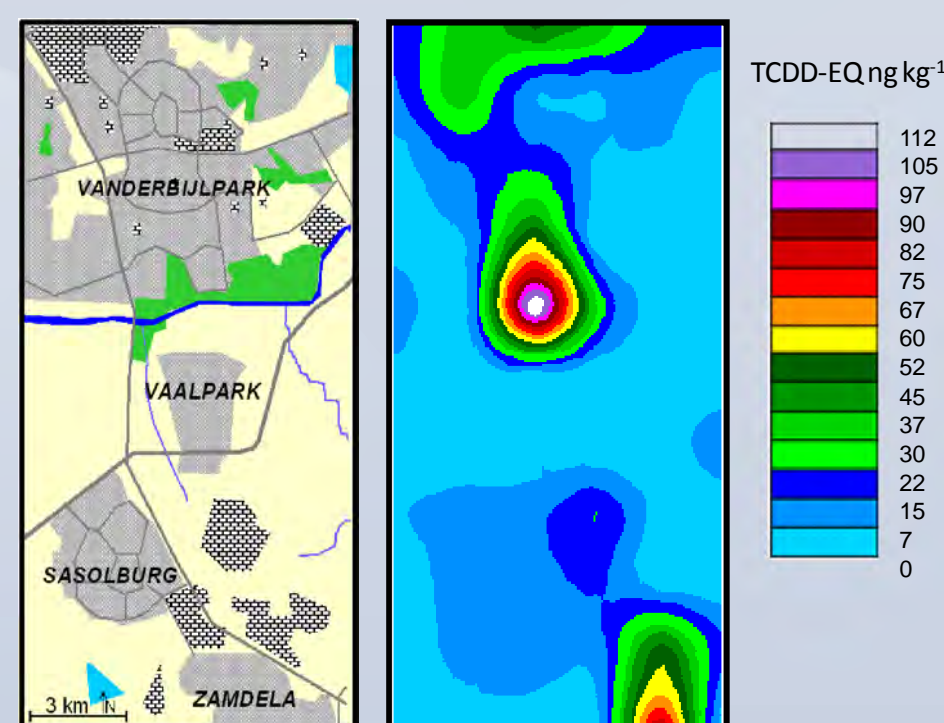 VANDERBIJLPARK
VAALPARK
SASOLBURG
ZAMDELA
3 km N
TCDD-EQ ng kg⁻¹
112
105
97
90
82
75
67
60
52
45
37
30
22
15
7
0